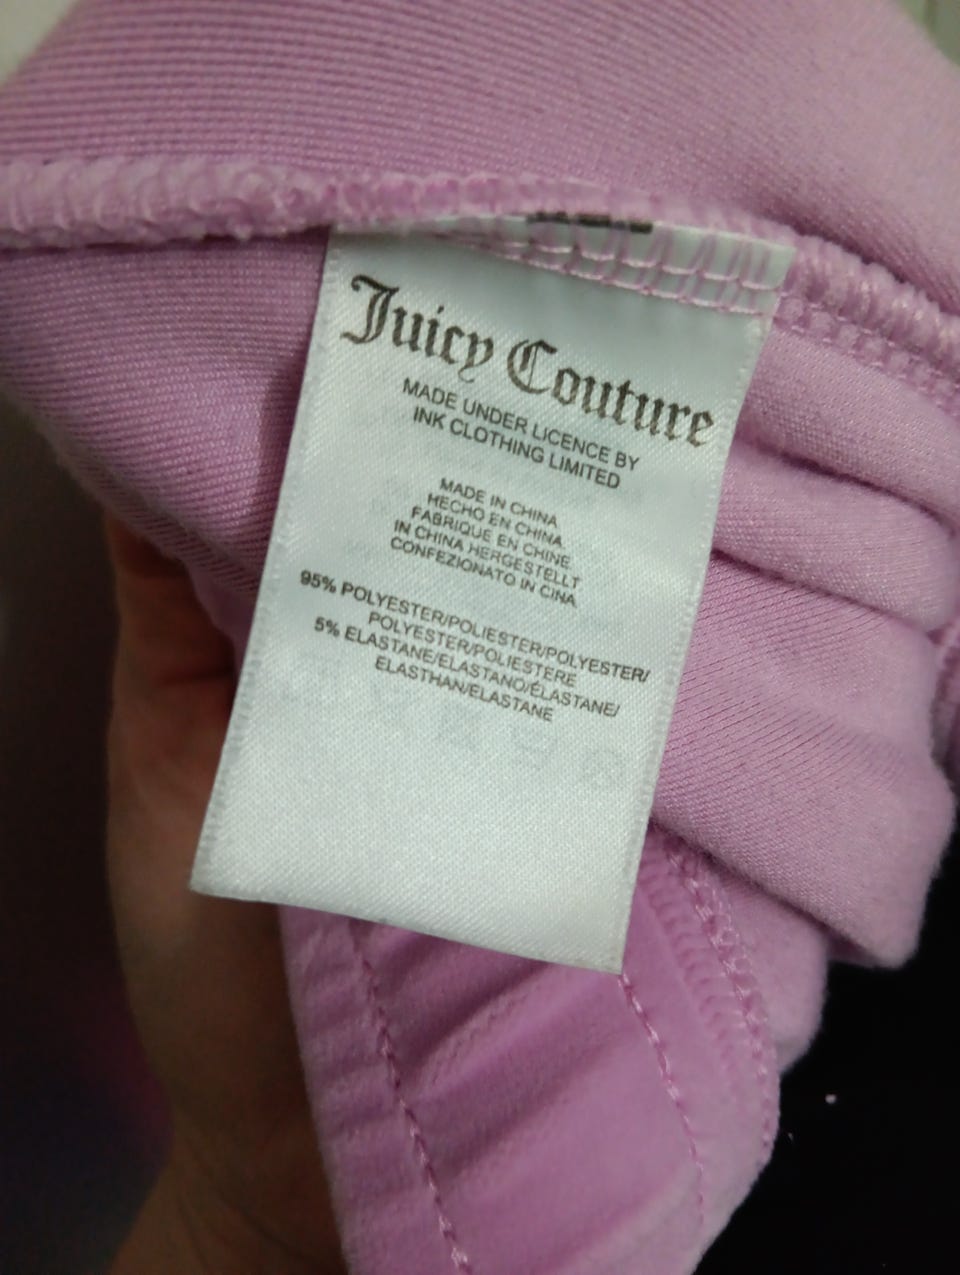 Juicy Couture
MADE UNDER LICENCE BY
INK CLOTHING LIMITED
MADE IN CHINA
HECHO EN CHINA
FABRIQUE EN CHINE
IN CHINA HERGESTELLT
CONFEZIONATO IN CINA
95% POLYESTER/POLIESTER/POLYESTER/
POLYESTER/POLIESTERE
5% ELASTANE/ELASTANO/ÉLASTANE/
ELASTHAN/ELASTANE